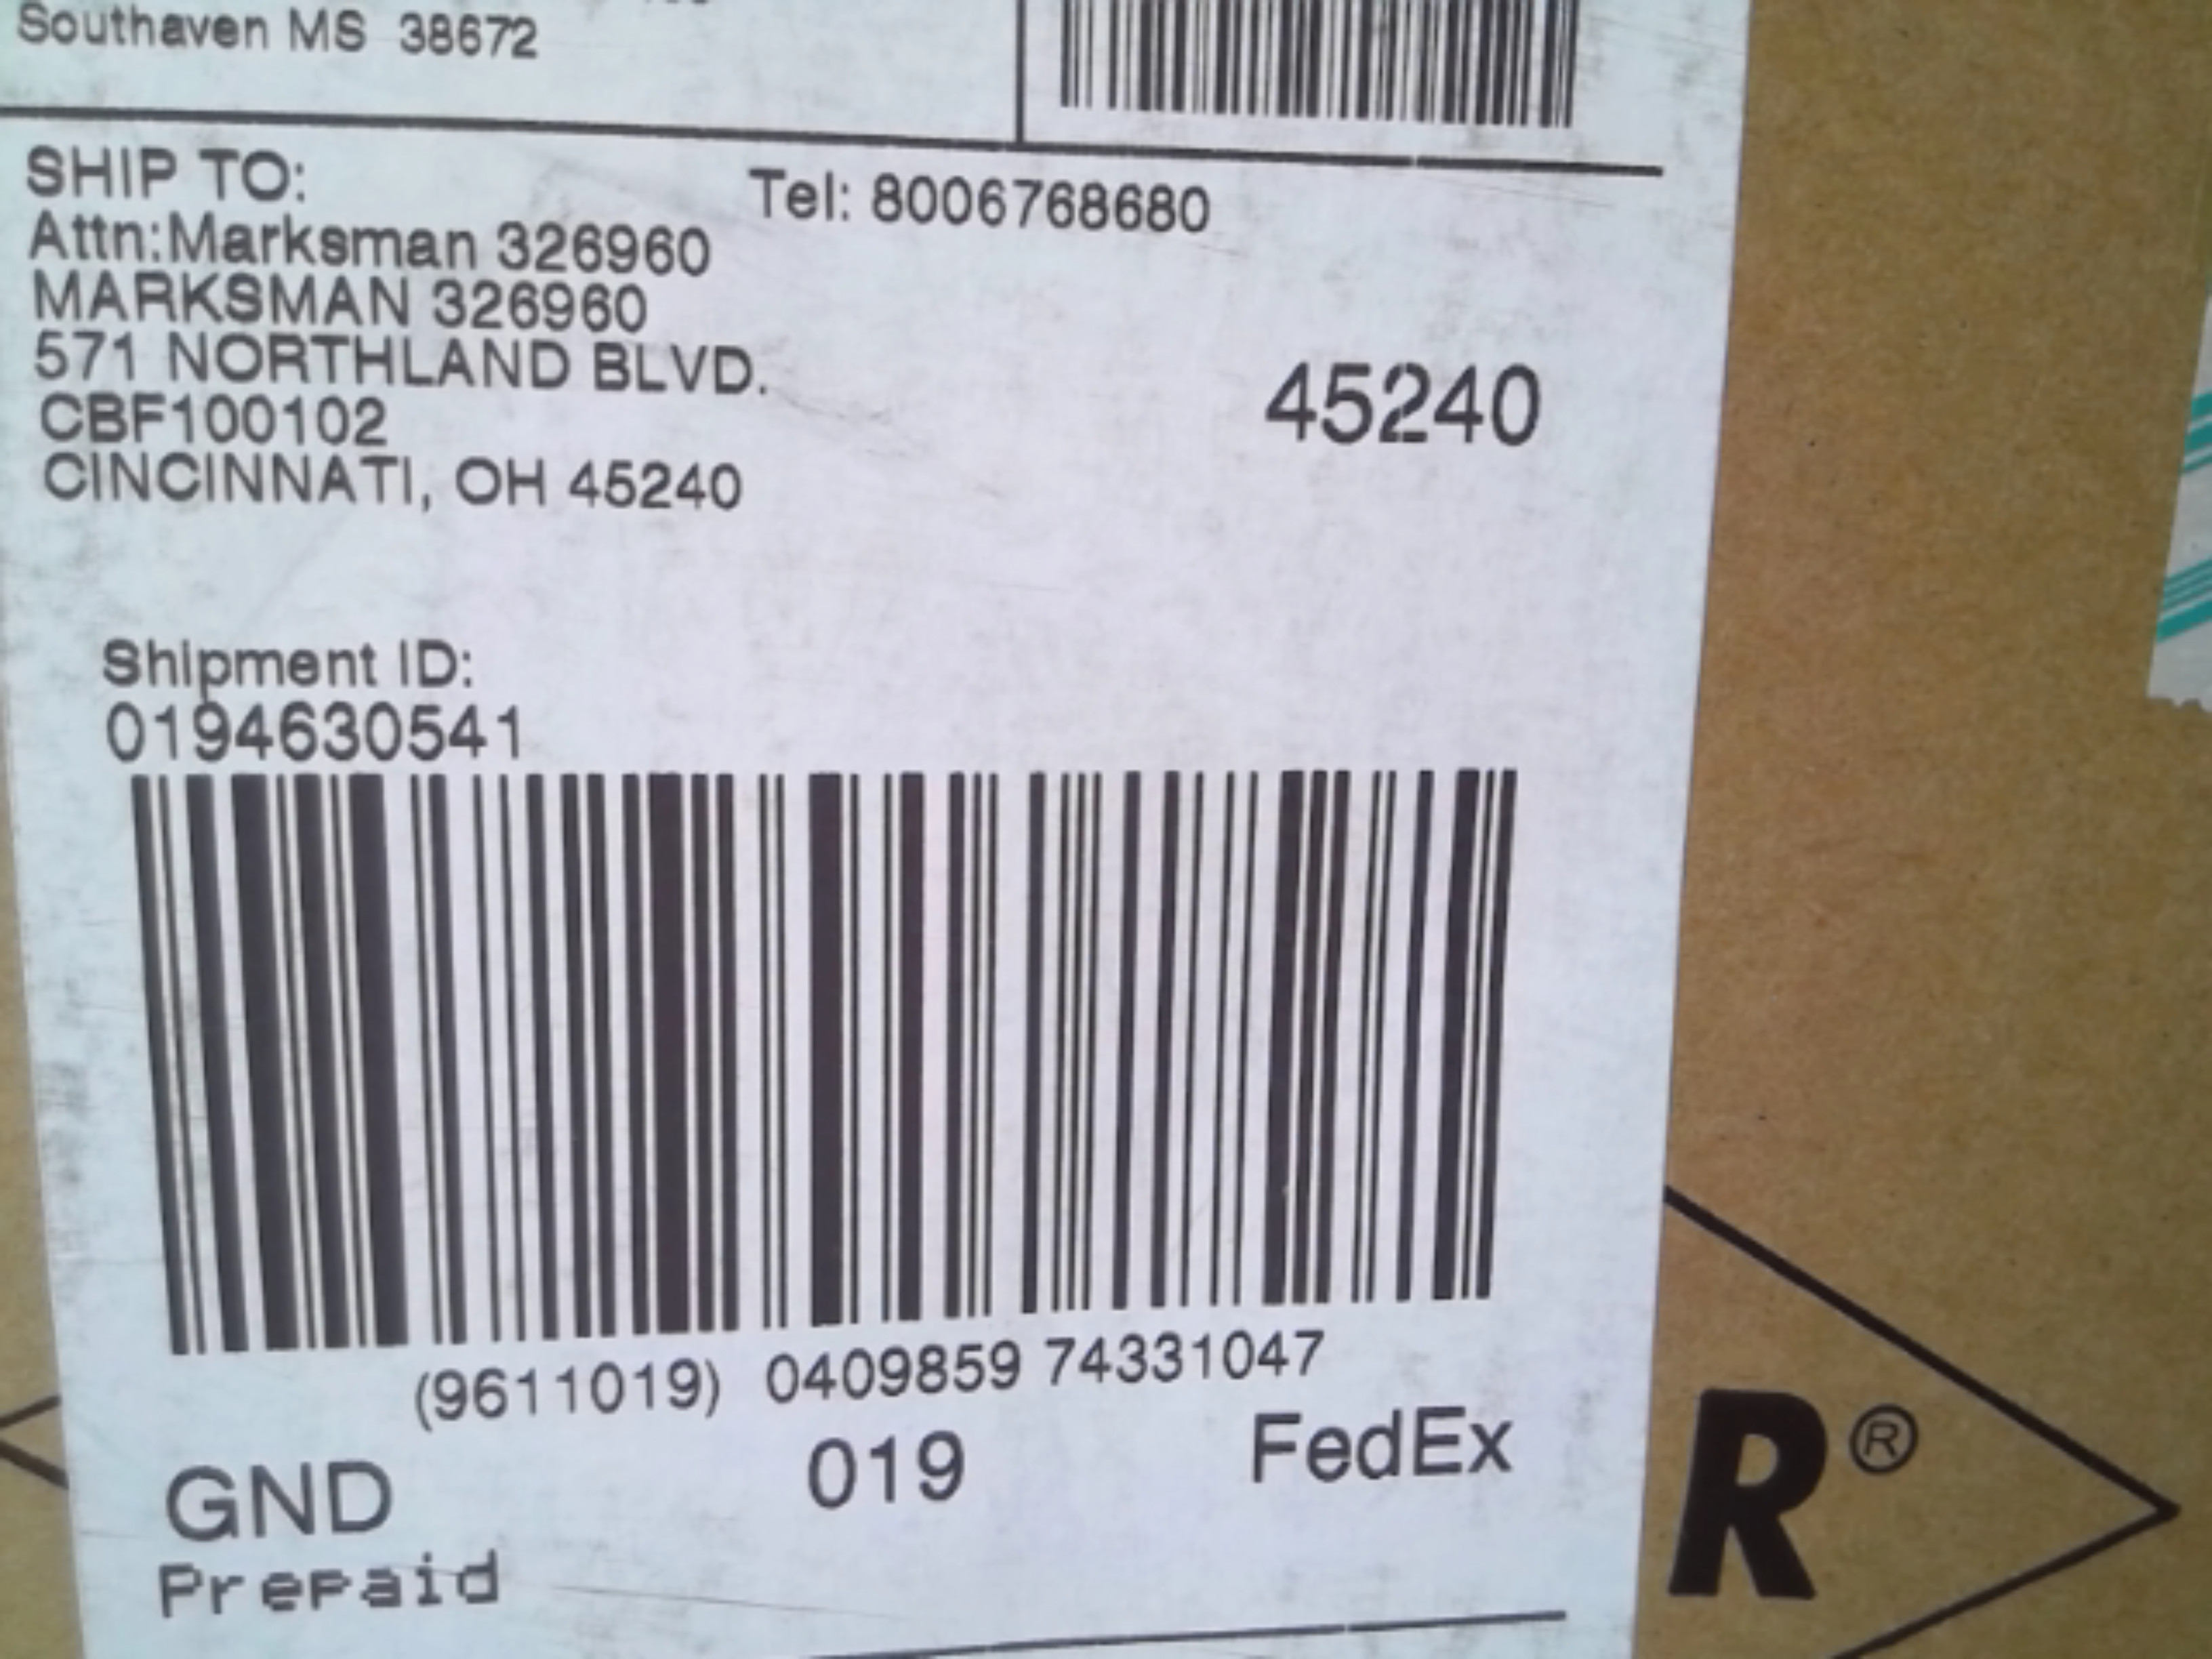 Southaven MS 38672
SHIP TO:
Tel: 8006768680
Attn:Marksman 326960
MARKSMAN 326960
571 NORTHLAND BLVD.
CBF100102
CINCINNATI, OH 45240
45240
Shipment ID:
0194630541
(9611019) 0409859 74331047
GND 019 FedEx
Prepaid
R®